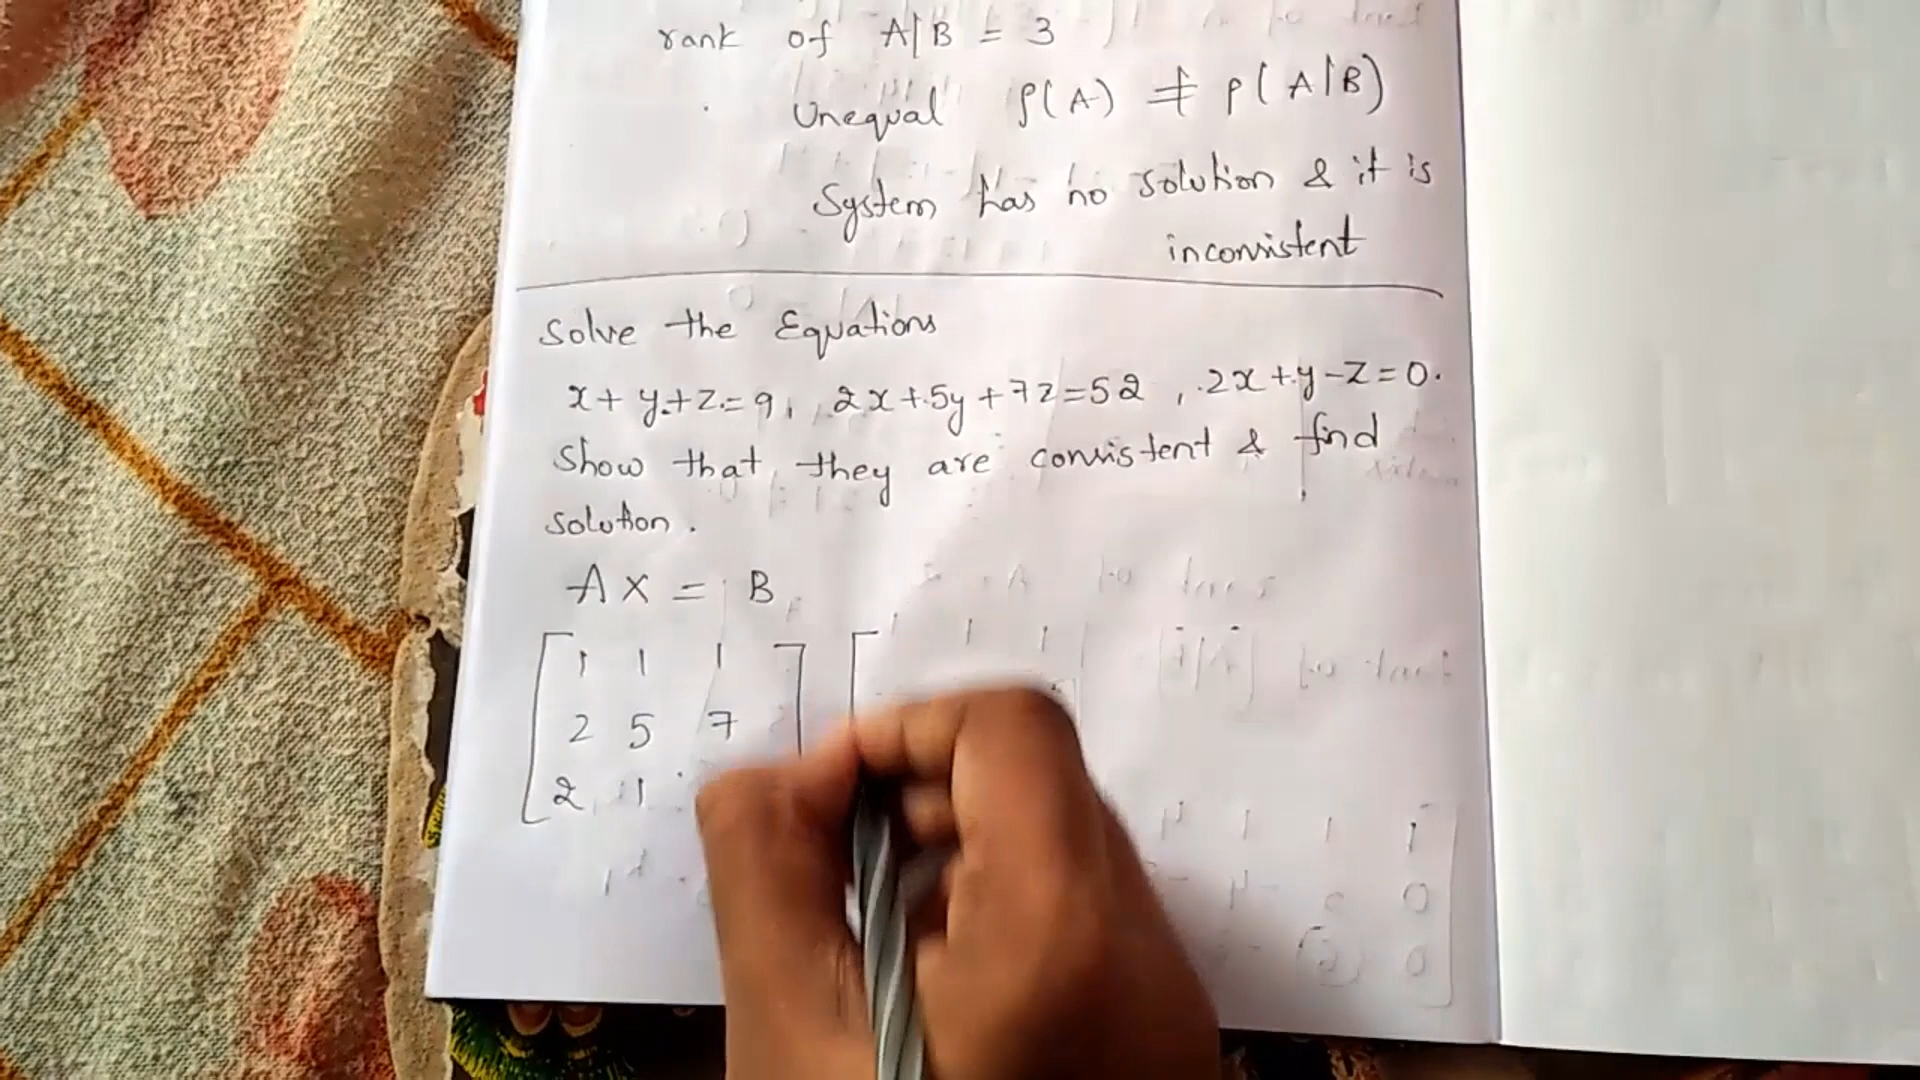 rank of A|B = 3
Unequal ρ(A) ≠ ρ(A|B)
System has no solution & it is
inconsistent
Solve the Equations
x+y+z=9, 2x+5y+7z=52, 2x+y-z=0.
Show that they are consistent & find
solution.
AX = B
1 1 1
2 5 7
2 1